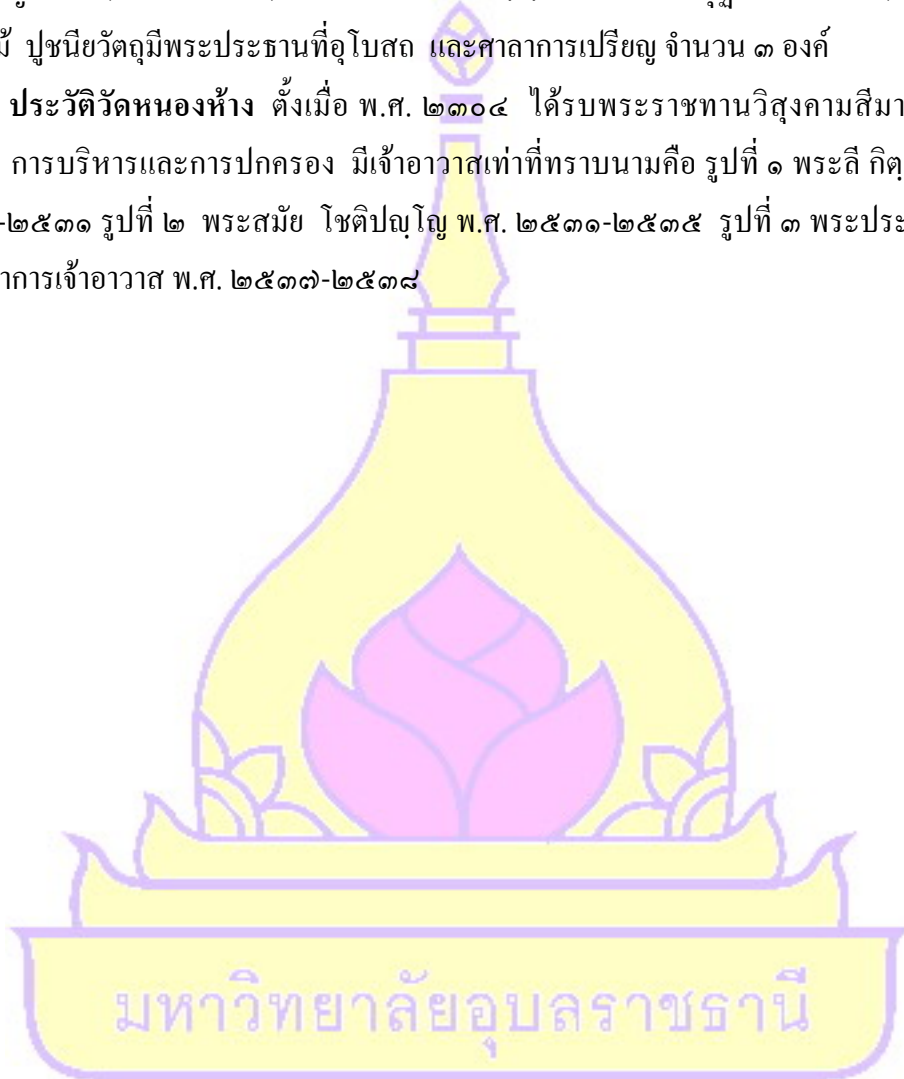 ปูชนียวัตถุมีพระประธานที่อุโบสถ และศาลาการเปรียญ จำนวน ๓ องค์
ประวัติวัดหนองห้าง ตั้งเมื่อ พ.ศ. ๒๓๐๔ ได้รบพระราชทานวิสุงคามสีมา
การบริหารและการปกครอง มีเจ้าอาวาสเท่าที่ทราบนามคือ รูปที่ ๑ พระลี กิตฺ
-๒๕๓๑ รูปที่ ๒ พระสมัย โชติปญฺโญ พ.ศ. ๒๕๓๑-๒๕๓๕ รูปที่ ๓ พระประ
าการเจ้าอาวาส พ.ศ. ๒๕๓๗-๒๕๓๘
มหาวิทยาลัยอุบลราชธานี